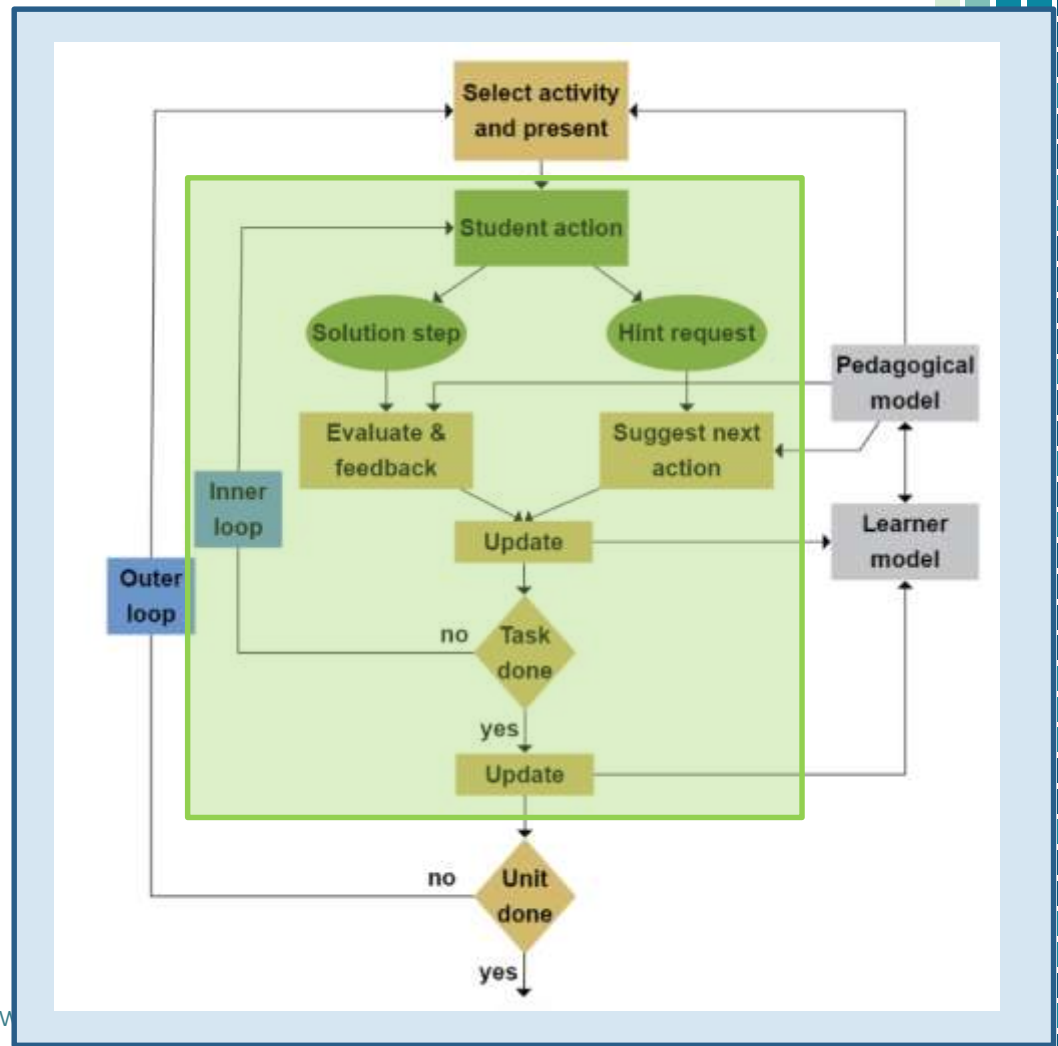 Select activity
and present
Student action
Solution step
Hint request
Pedagogical
model
Evaluate &
feedback
Suggest next
action
Inner
loop
Update
Learner
model
Outer
loop
no
Task
done
yes
Update
no
Unit
done
yes